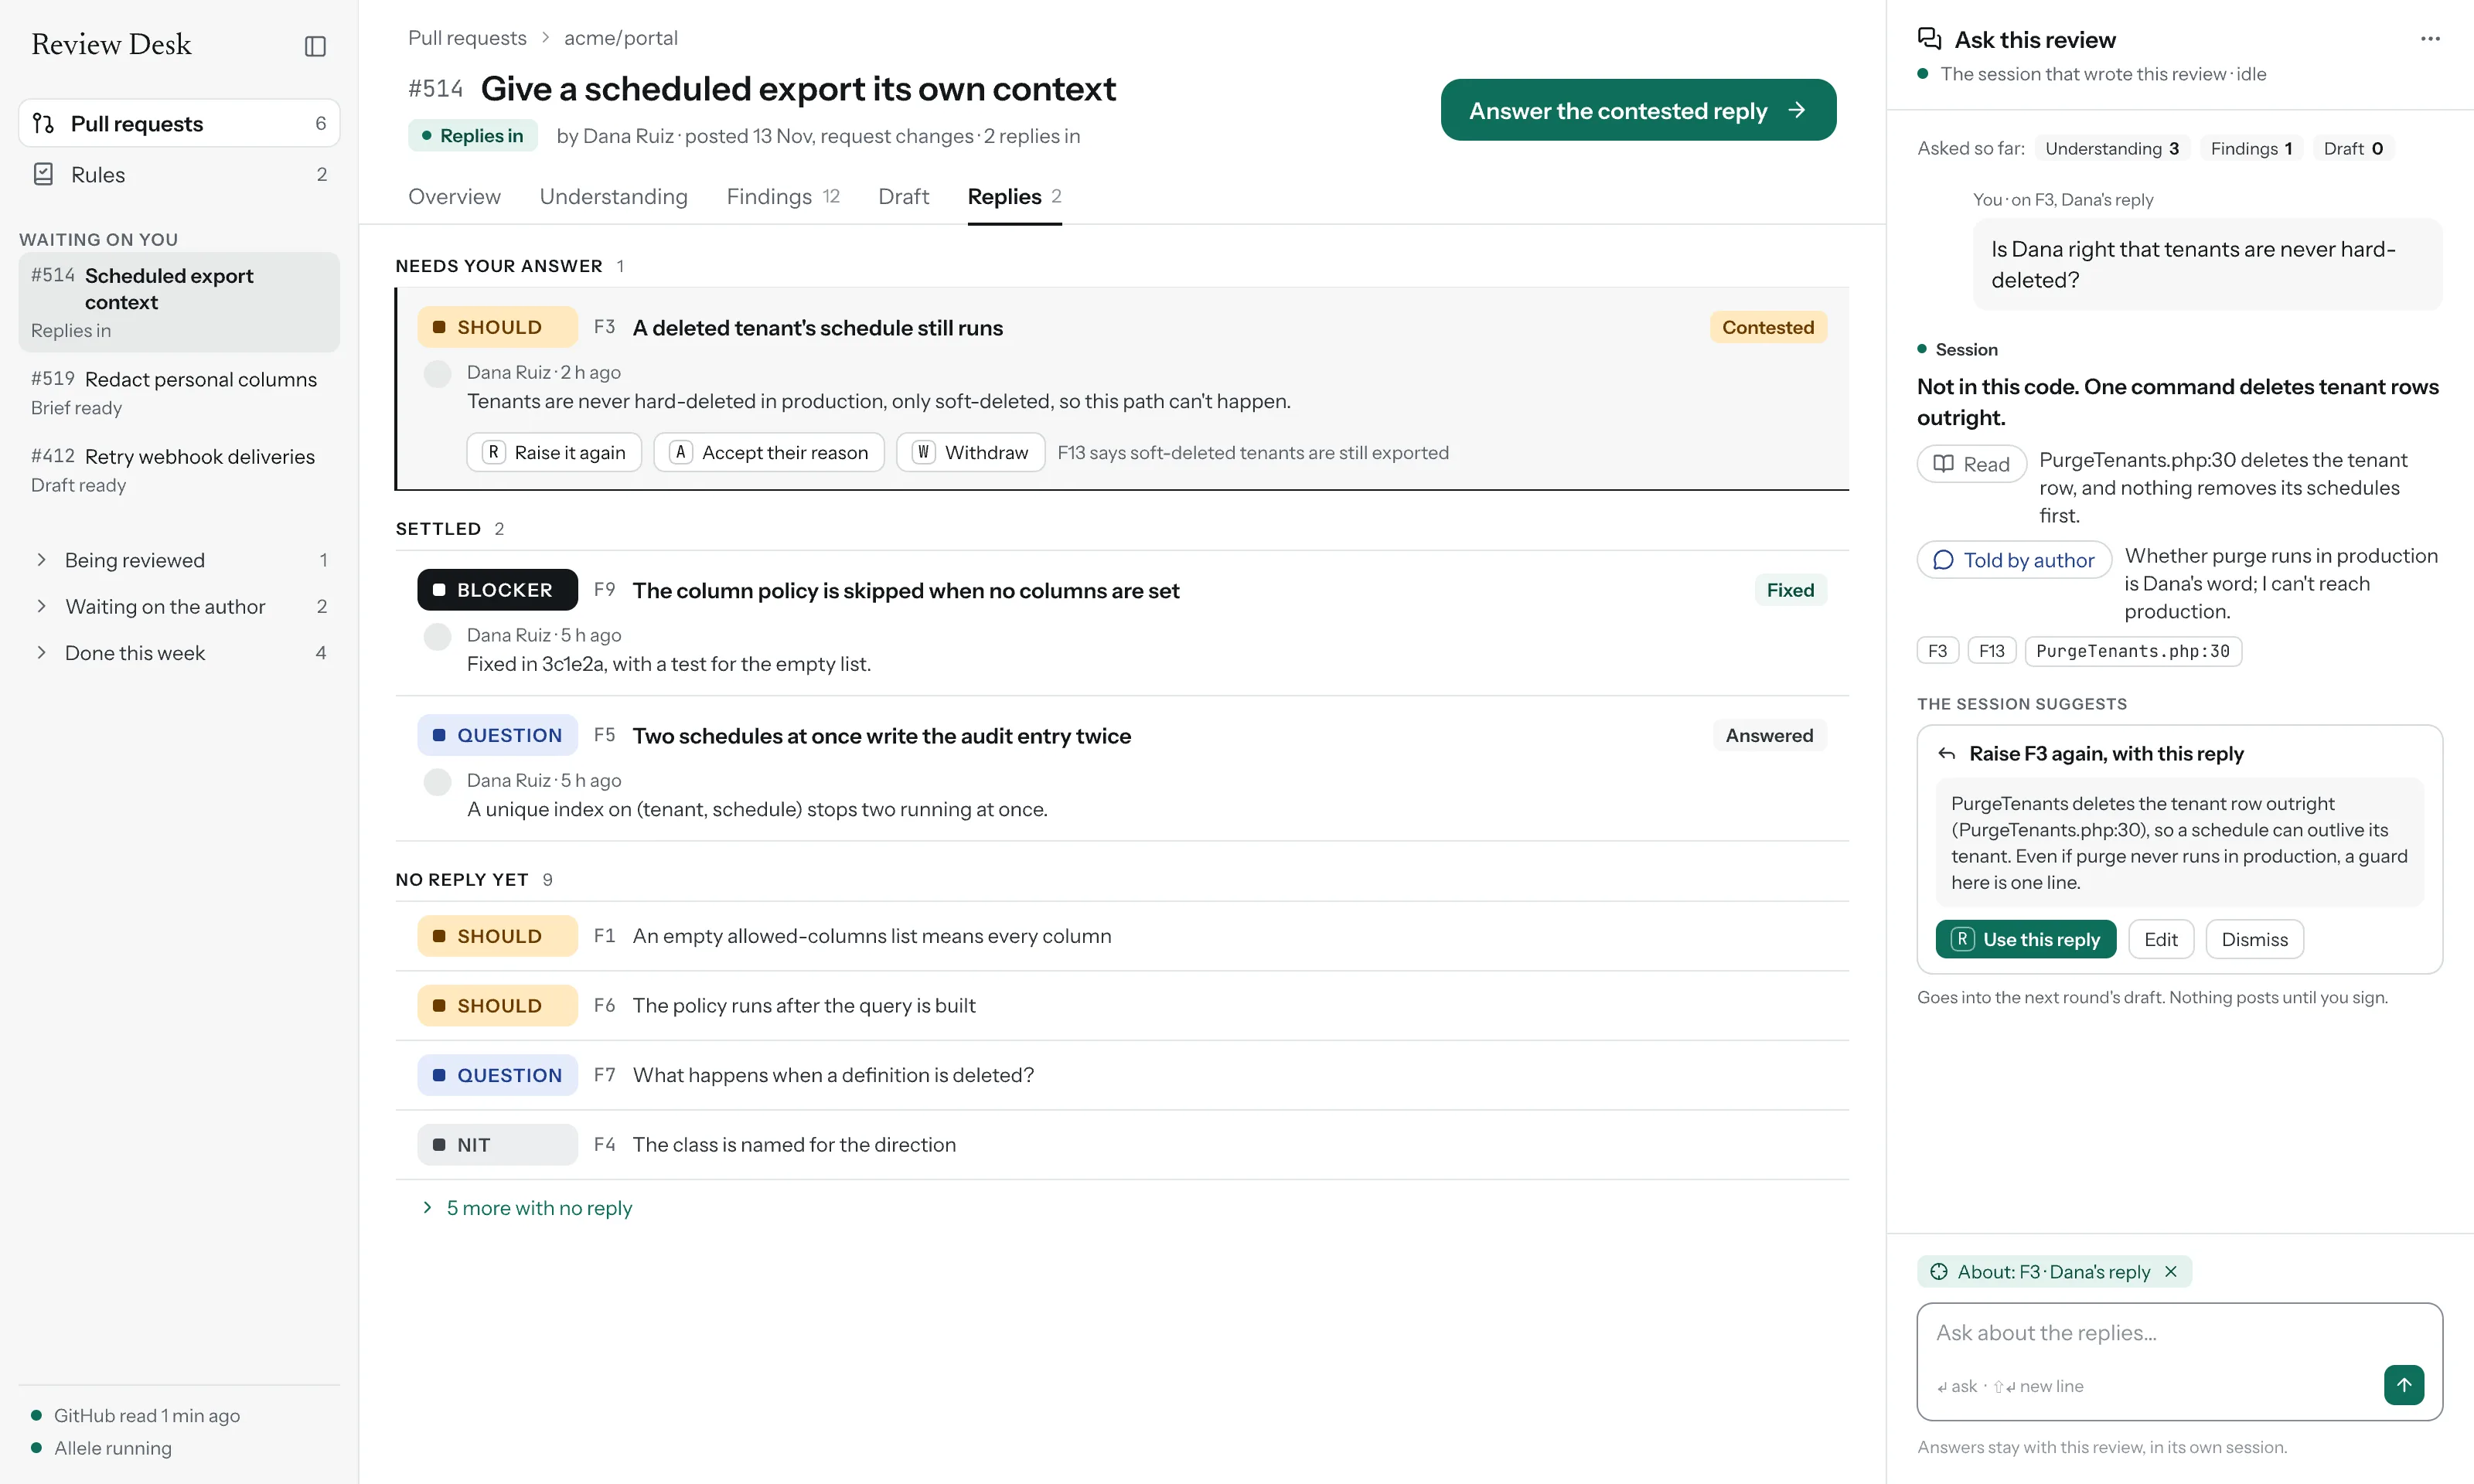 Review Desk
Pull requests 6
Rules 2
WAITING ON YOU
#514 Scheduled export
context
Replies in
#519 Redact personal columns
Brief ready
#412 Retry webhook deliveries
Draft ready
Being reviewed 1
Waiting on the author 2
Done this week 4
GitHub read 1 min ago
Allele running
Pull requests > acme/portal
#514 Give a scheduled export its own context
Replies in by Dana Ruiz · posted 13 Nov, request changes · 2 replies in
Answer the contested reply →
Overview Understanding Findings 12 Draft Replies 2
NEEDS YOUR ANSWER 1
SHOULD F3 A deleted tenant's schedule still runs Contested
Dana Ruiz · 2 h ago
Tenants are never hard-deleted in production, only soft-deleted, so this path can't happen.
R Raise it again A Accept their reason W Withdraw F13 says soft-deleted tenants are still exported
SETTLED 2
BLOCKER F9 The column policy is skipped when no columns are set Fixed
Dana Ruiz · 5 h ago
Fixed in 3c1e2a, with a test for the empty list.
QUESTION F5 Two schedules at once write the audit entry twice Answered
Dana Ruiz · 5 h ago
A unique index on (tenant, schedule) stops two running at once.
NO REPLY YET 9
SHOULD F1 An empty allowed-columns list means every column
SHOULD F6 The policy runs after the query is built
QUESTION F7 What happens when a definition is deleted?
NIT F4 The class is named for the direction
5 more with no reply
Ask this review
The session that wrote this review · idle
Asked so far: Understanding 3 Findings 1 Draft 0
You · on F3, Dana's reply
Is Dana right that tenants are never hard-
deleted?
Session
Not in this code. One command deletes tenant rows
outright.
Read PurgeTenants.php:30 deletes the tenant
row, and nothing removes its schedules
first.
Told by author Whether purge runs in production
is Dana's word; I can't reach
production.
F3 F13 PurgeTenants.php:30
THE SESSION SUGGESTS
Raise F3 again, with this reply
PurgeTenants deletes the tenant row outright
(PurgeTenants.php:30), so a schedule can outlive its
tenant. Even if purge never runs in production, a guard
here is one line.
R Use this reply Edit Dismiss
Goes into the next round's draft. Nothing posts until you sign.
About: F3 · Dana's reply ×
Ask about the replies...
↲ ask · ⇧↲ new line
Answers stay with this review, in its own session.